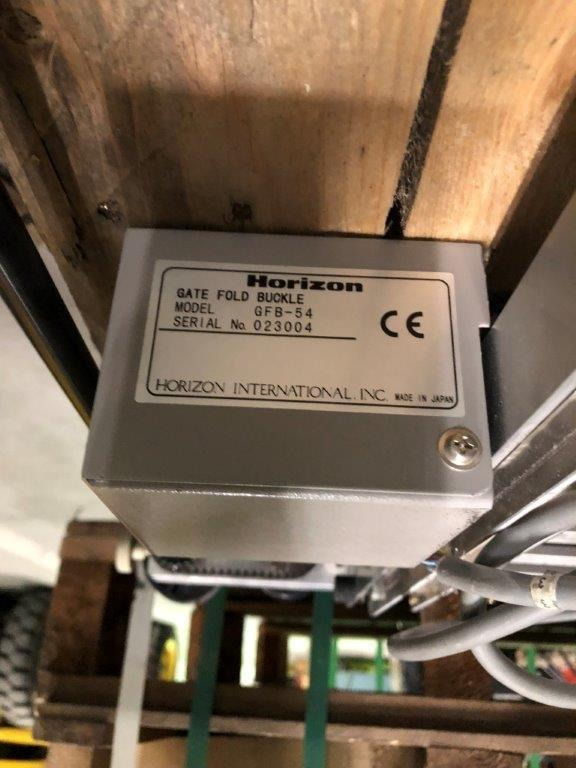 Horizon
GATE FOLD BUCKLE
MODEL GFB-54
SERIAL No. 023004
CE
HORIZON INTERNATIONAL, INC. MADE IN JAPAN